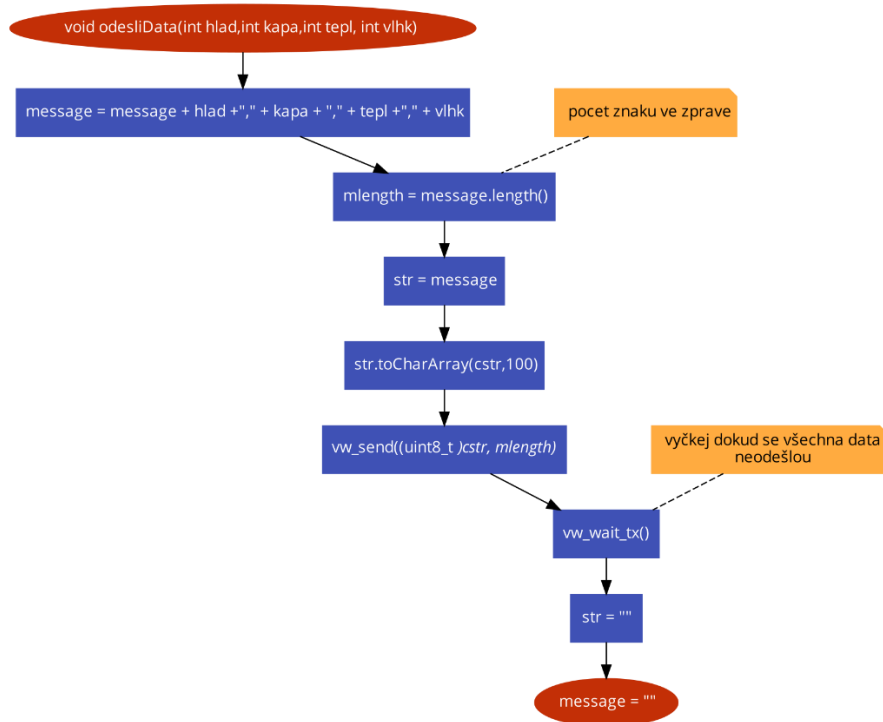 void odesliData(int hlad,int kapa,int tepl, int vlhk)
message = message + hlad +"," + kapa + "," + tepl +"," + vlhk
pocet znaku ve zprave
mlength = message.length()
str = message
str.toCharArray(cstr,100)
vw_send((uint8_t )cstr, mlength)
vyčkej dokud se všechna data
neodešlou
vw_wait_tx()
str = ""
message = ""